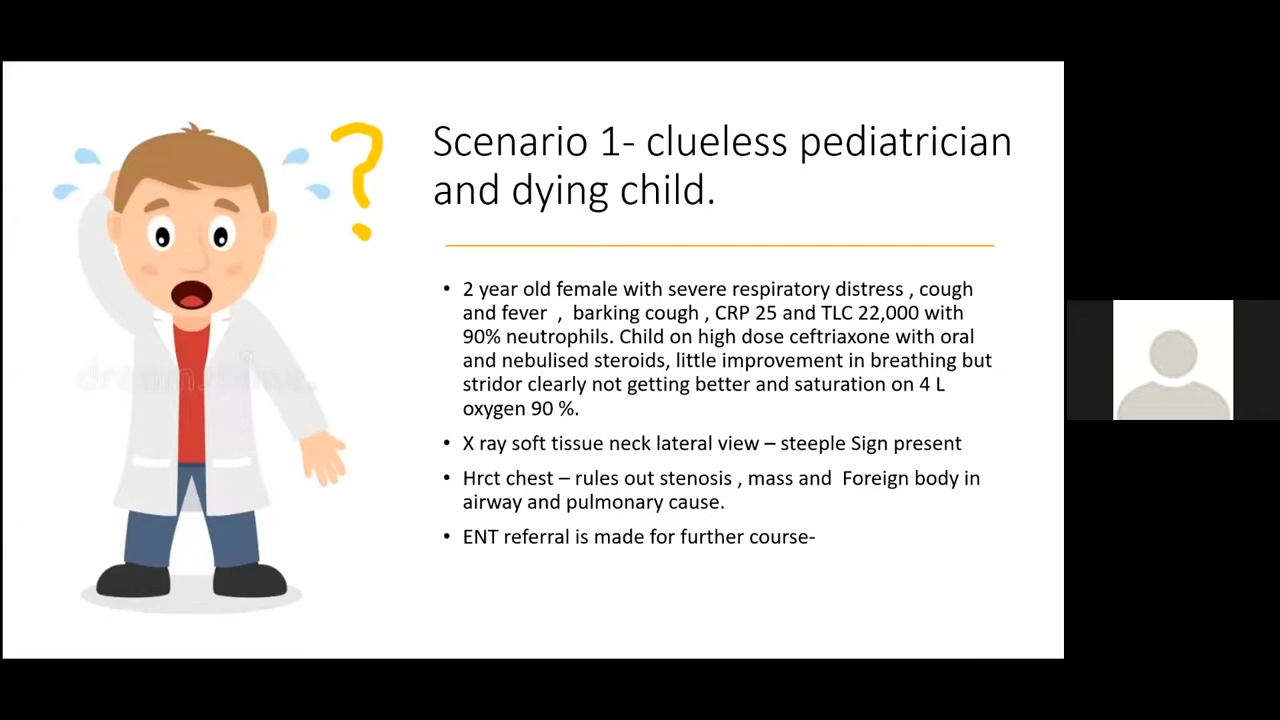 Scenario 1- clueless pediatrician
and dying child.
• 2 year old female with severe respiratory distress , cough
and fever , barking cough , CRP 25 and TLC 22,000 with
90% neutrophils. Child on high dose ceftriaxone with oral
and nebulised steroids, little improvement in breathing but
stridor clearly not getting better and saturation on 4 L
oxygen 90 %.
• X ray soft tissue neck lateral view – steeple Sign present
• Hrct chest – rules out stenosis , mass and Foreign body in
airway and pulmonary cause.
• ENT referral is made for further course-
?